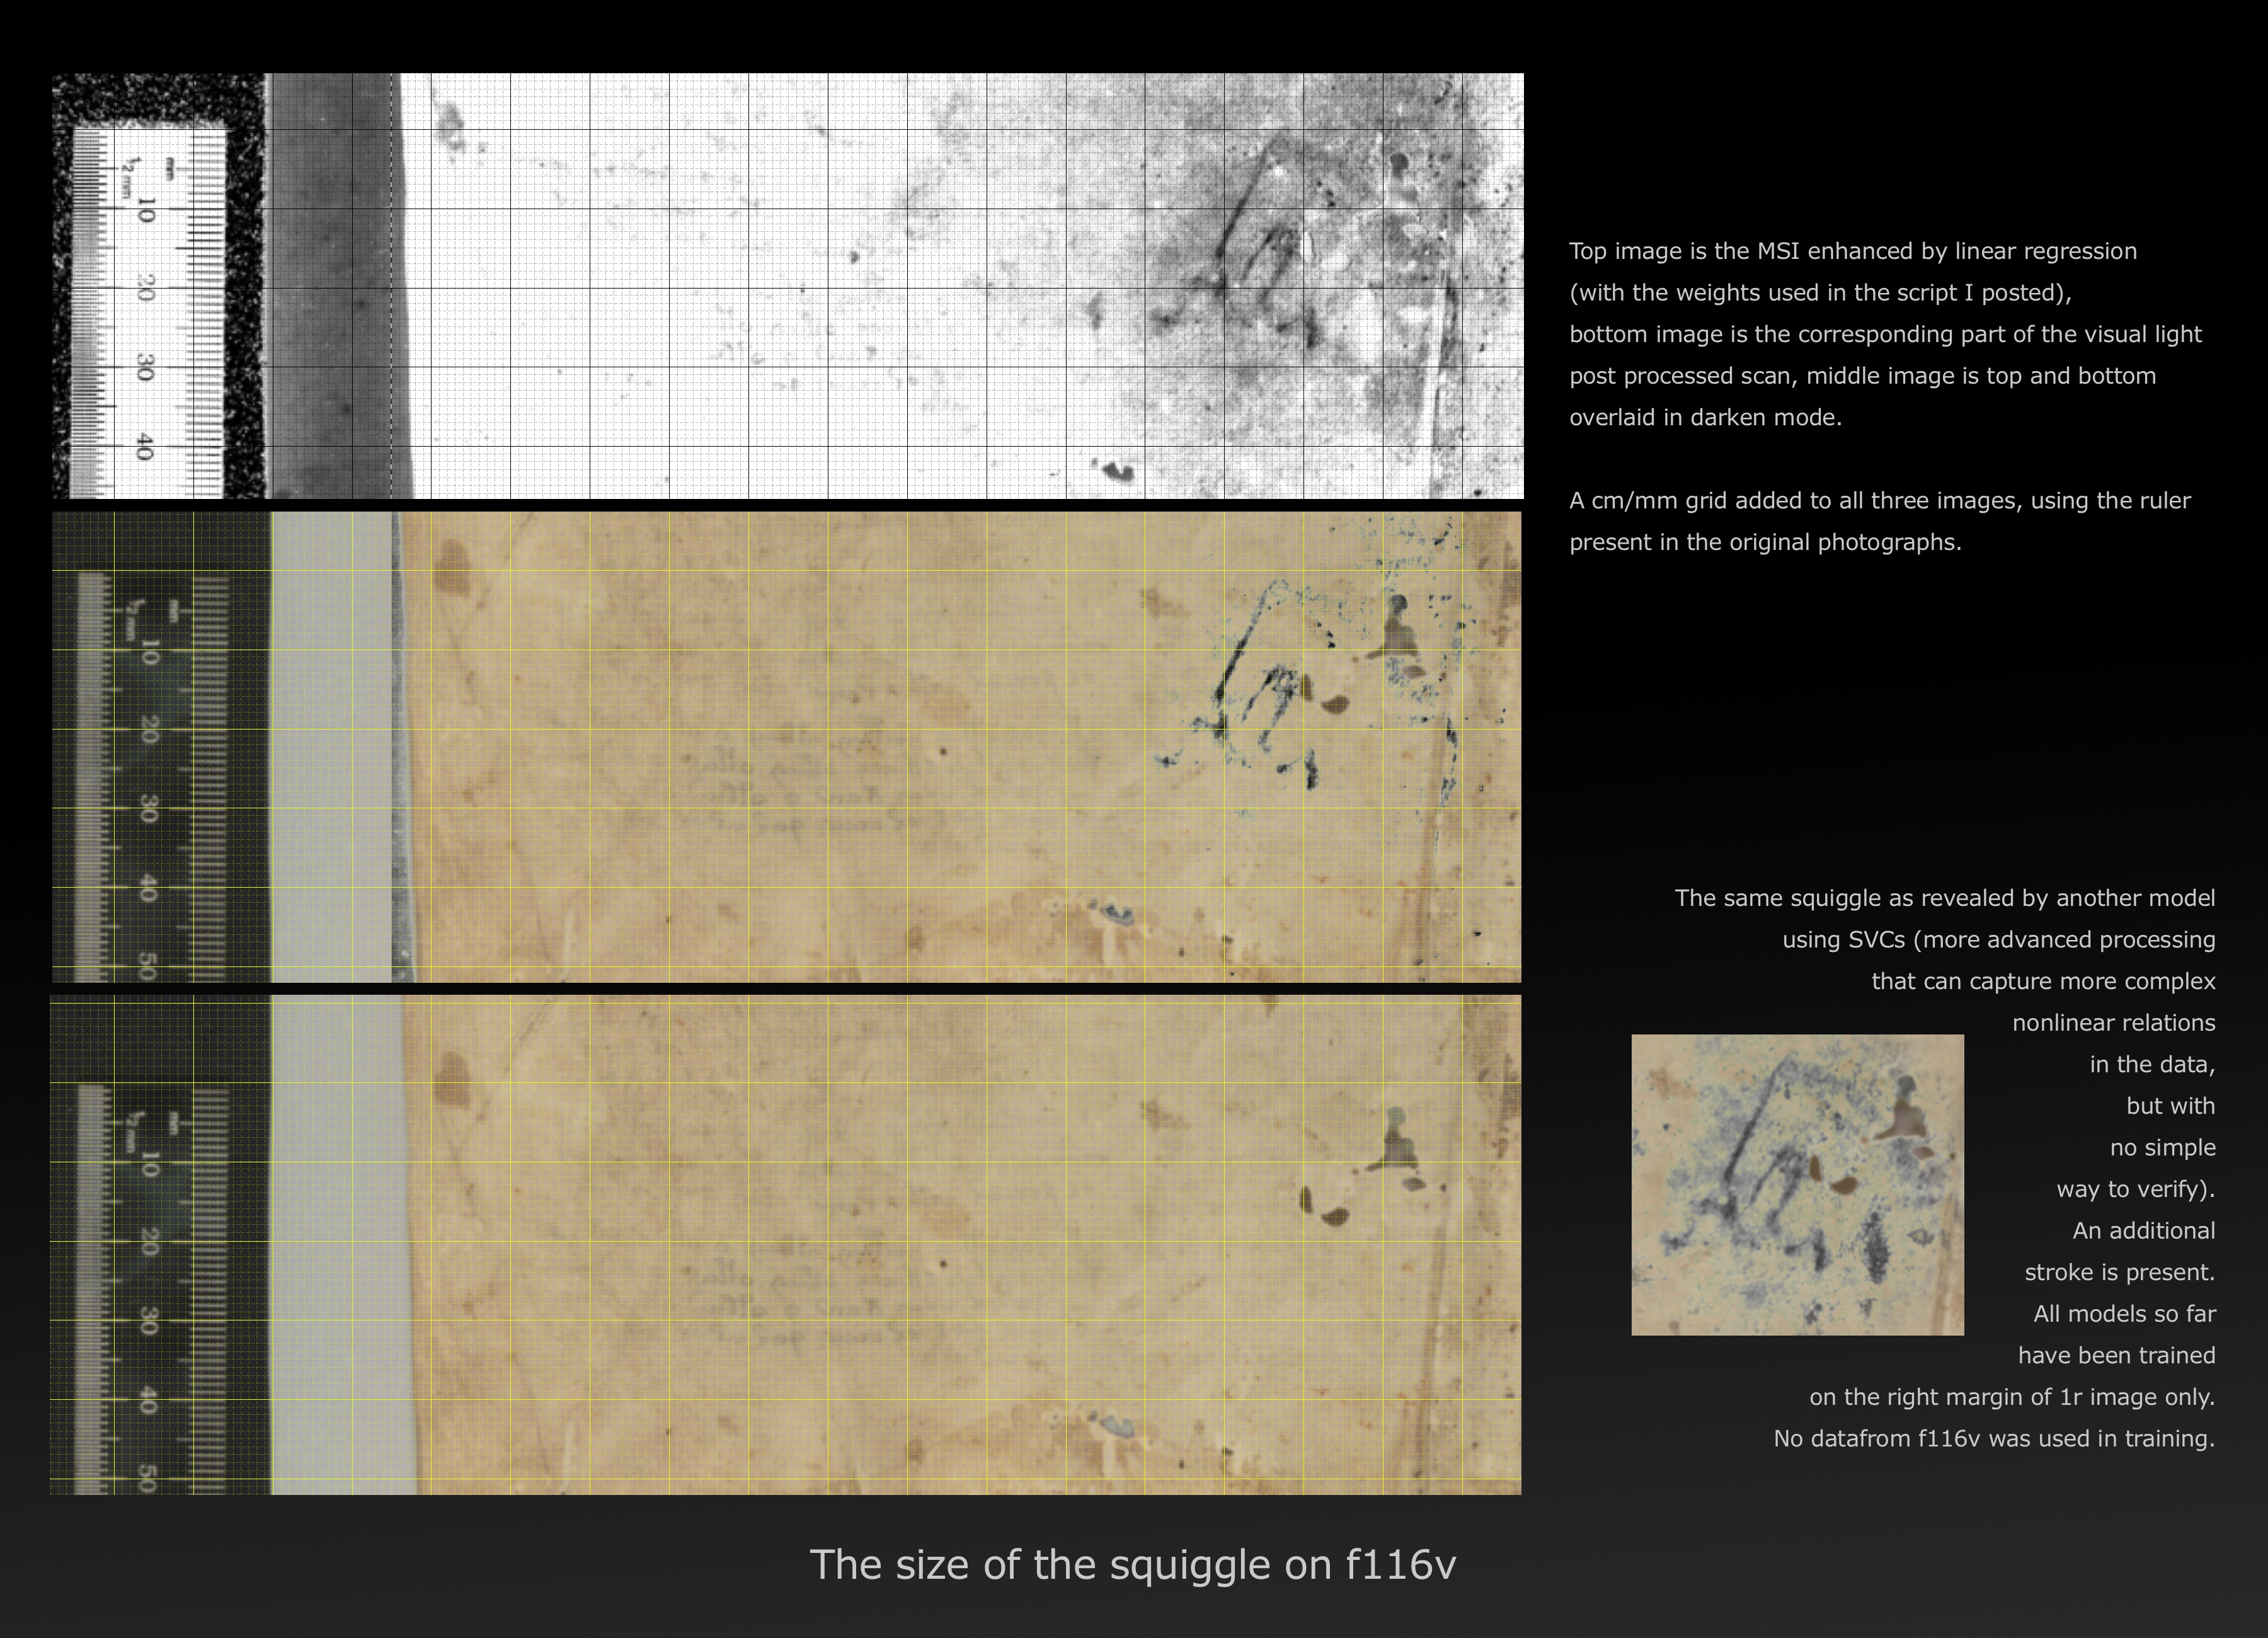 ½ mm
mm
10
20
30
40
½ mm
mm
10
20
30
40
50
½ mm
mm
10
20
30
40
50
Top image is the MSI enhanced by linear regression
(with the weights used in the script I posted),
bottom image is the corresponding part of the visual light
post processed scan, middle image is top and bottom
overlaid in darken mode.
A cm/mm grid added to all three images, using the ruler
present in the original photographs.
The same squiggle as revealed by another model
using SVCs (more advanced processing
that can capture more complex
nonlinear relations
in the data,
but with
no simple
way to verify).
An additional
stroke is present.
All models so far
have been trained
on the right margin of 1r image only.
No datafrom f116v was used in training.
The size of the squiggle on f116v